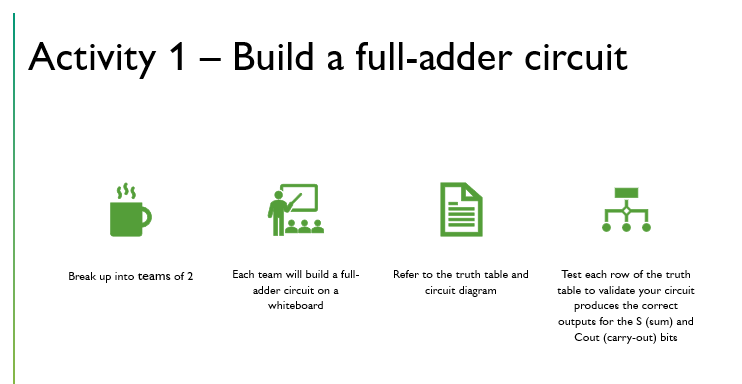 Activity 1 – Build a full-adder circuit
Break up into teams of 2
Each team will build a full-
adder circuit on a
whiteboard
Refer to the truth table and
circuit diagram
Test each row of the truth
table to validate your circuit
produces the correct
outputs for the S (sum) and
Cout (carry-out) bits